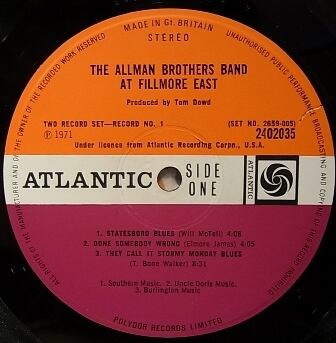 MADE IN Gt. BRITAIN
STEREO
THE ALLMAN BROTHERS BAND
AT FILLMORE EAST
Produced by Tom Dowd
TWO RECORD SET—RECORD NO. 1
(SET NO. 2659-005)
℗ 1971
2402035
Under licence from Atlantic Recording Corpn., U.S.A.
ATLANTIC
SIDE
ONE
ATLANTIC
1. STATESBORO BLUES (Will McTell) 4:08
2. DONE SOMEBODY WRONG (Elmore James) 4:05
3. THEY CALL IT STORMY MONDAY BLUES
(T. Bone Walker) 8:31
1. Southern Music. 2. Uncle Doris Music.
3. Burlington Music
POLYDOR RECORDS LIMITED
ALL RIGHTS OF THE MANUFACTURER AND OF THE OWNER OF THE RECORDED WORK RESERVED
UNAUTHORISED PUBLIC PERFORMANCE BROADCASTING AND COPYING OF THIS RECORD PROHIBITED